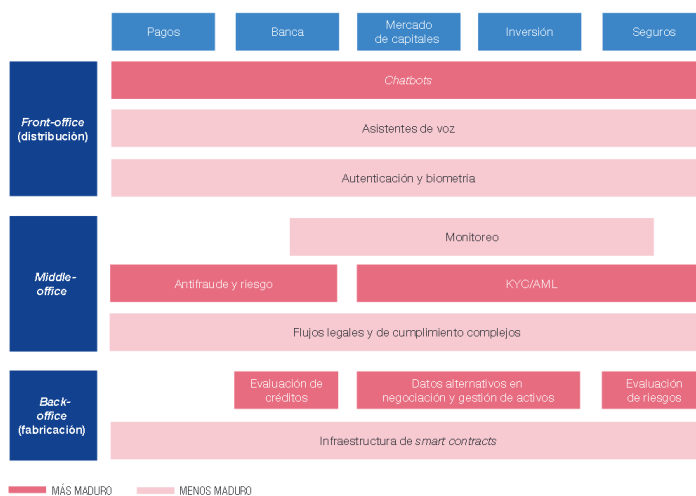 Pagos
Banca
Mercado
de capitales
Inversión
Seguros
Front-office
(distribución)
Chatbots
Asistentes de voz
Autenticación y biometría
Middle-
office
Monitoreo
Antifraude y riesgo
KYC/AML
Flujos legales y de cumplimiento complejos
Back-
office
(fabricación)
Evaluación de
créditos
Datos alternativos en
negociación y gestión de activos
Evaluación
de riesgos
Infraestructura de smart contracts
MÁS MADURO
MENOS MADURO